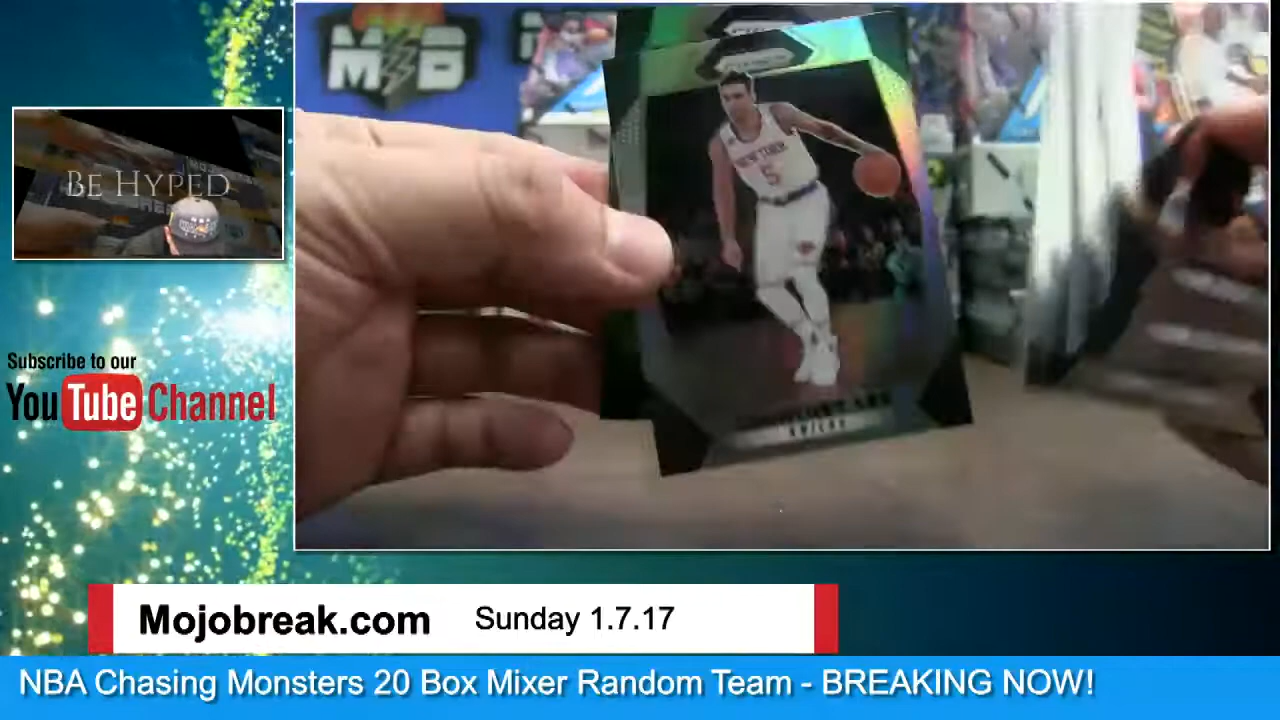 MB
BE HYPED
NEW YORK
5
Subscribe to our
YouTube Channel
Mojobreak.com
Sunday 1.7.17
NBA Chasing Monsters 20 Box Mixer Random Team - BREAKING NOW!